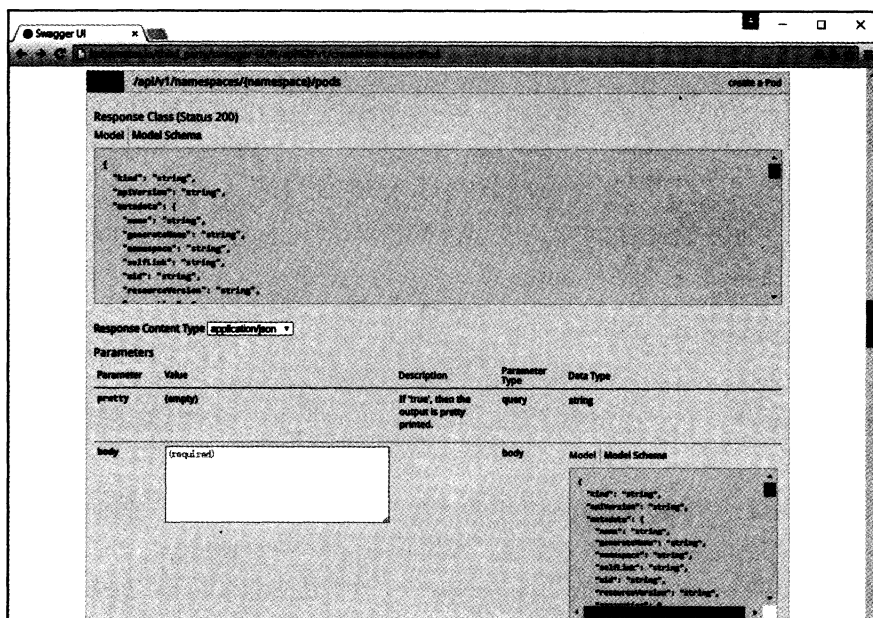 Swagger UI
/api/v1/namespaces/{namespace}/pods
create a Pod
Response Class (Status 200)
Model Model Schema
{
"kind": "string",
"apiVersion": "string",
"metadata": {
"name": "string",
"generateName": "string",
"namespace": "string",
"selfLink": "string",
"uid": "string",
"resourceVersion": "string",
Response Content Type application/json
Parameters
Parameter Value Description Parameter Type Data Type
pretty (empty) If 'true', then the output is pretty printed. query string
body (required) body Model Model Schema
{
"kind": "string",
"apiVersion": "string",
"metadata": {
"name": "string",
"generateName": "string",
"namespace": "string",
"selfLink": "string",
"uid": "string",
"resourceVersion": "string",